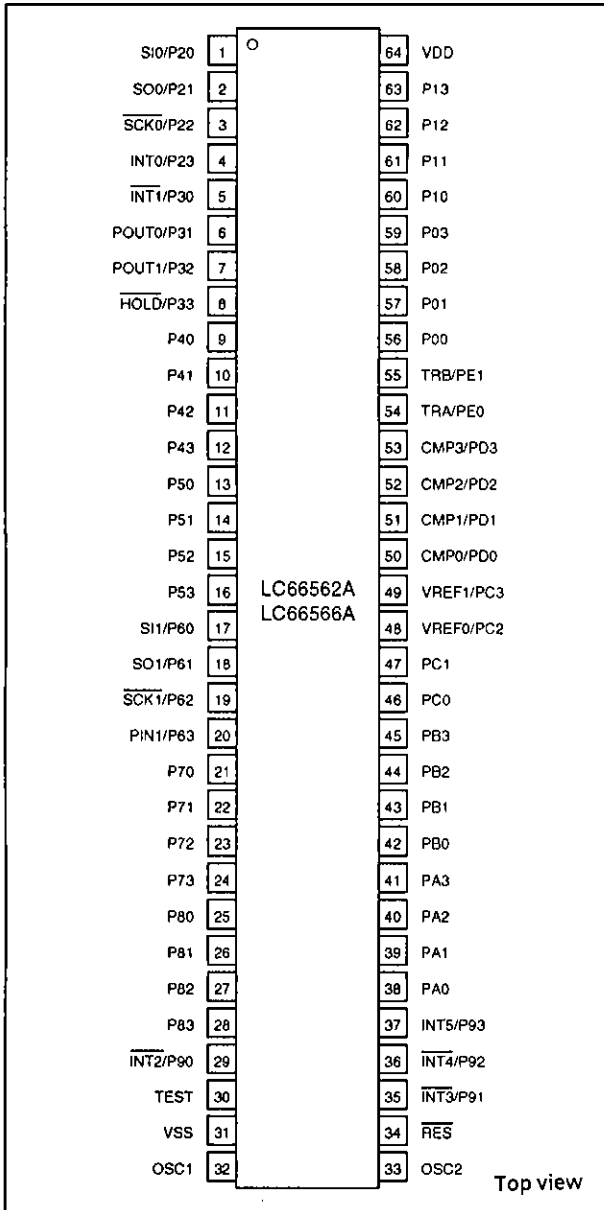 SI0/P20 1 64 VDD
SO0/P21 2 63 P13
SCK0/P22 3 62 P12
INT0/P23 4 61 P11
INT1/P30 5 60 P10
POUT0/P31 6 59 P03
POUT1/P32 7 58 P02
HOLD/P33 8 57 P01
P40 9 56 P00
P41 10 55 TRB/PE1
P42 11 54 TRA/PE0
P43 12 53 CMP3/PD3
P50 13 52 CMP2/PD2
P51 14 51 CMP1/PD1
P52 15 50 CMP0/PD0
P53 16 LC66562A 49 VREF1/PC3
LC66566A
SI1/P60 17 48 VREF0/PC2
SO1/P61 18 47 PC1
SCK1/P62 19 46 PC0
PIN1/P63 20 45 PB3
P70 21 44 PB2
P71 22 43 PB1
P72 23 42 PB0
P73 24 41 PA3
P80 25 40 PA2
P81 26 39 PA1
P82 27 38 PA0
P83 28 37 INT5/P93
INT2/P90 29 36 INT4/P92
TEST 30 35 INT3/P91
VSS 31 34 RES
OSC1 32 33 OSC2
Top view